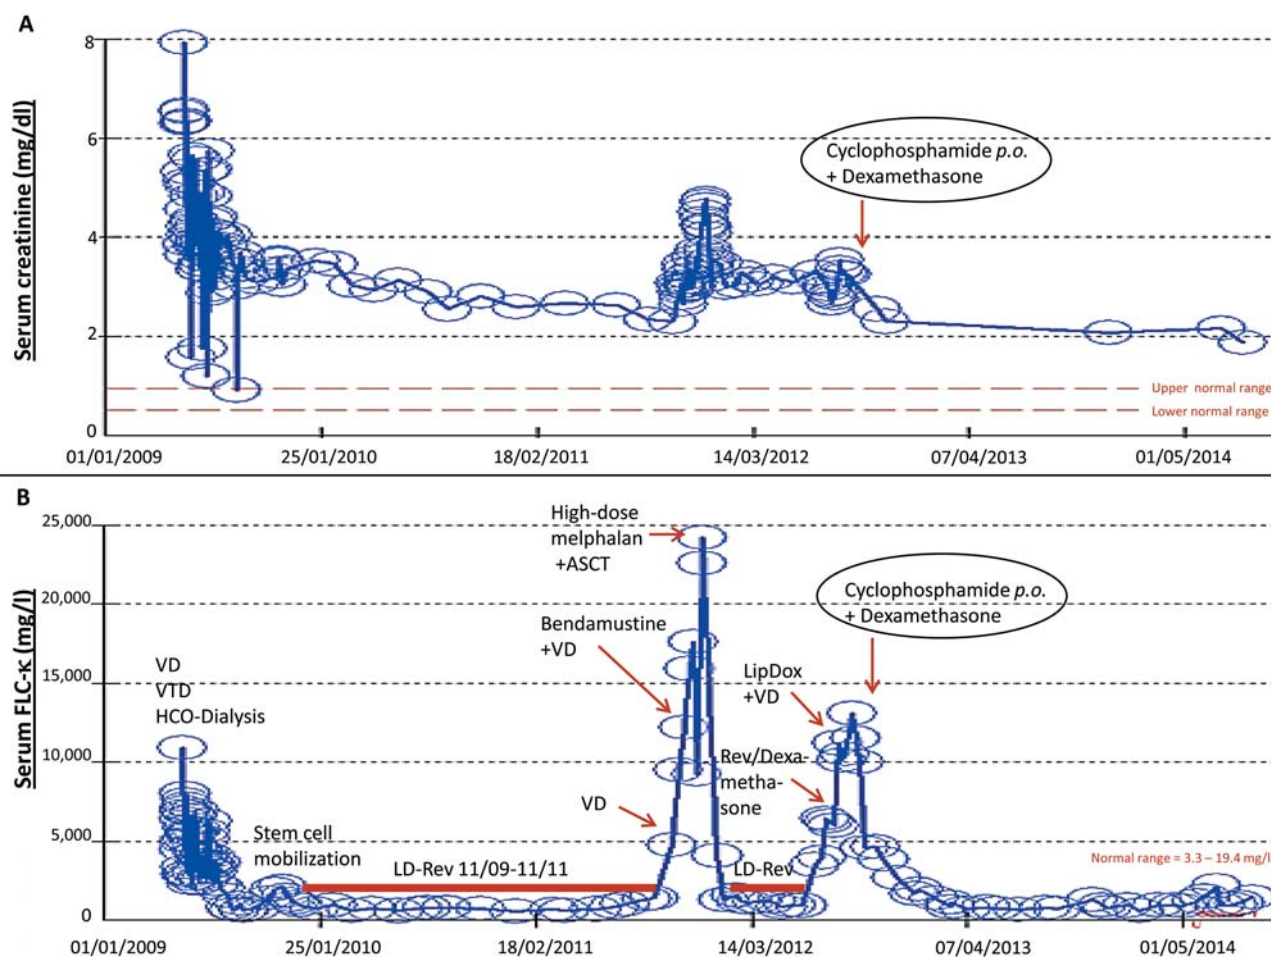 A
Serum creatinine (mg/dl)
8
6
4
2
0
Cyclophosphamide p.o.
+ Dexamethasone
Upper normal range
Lower normal range
01/01/2009
25/01/2010
18/02/2011
14/03/2012
07/04/2013
01/05/2014
B
Serum FLC-κ (mg/l)
25,000
20,000
15,000
10,000
5,000
0
VD
VTD
HCO-Dialysis
Stem cell
mobilization
LD-Rev 11/09-11/11
VD
Bendamustine
+VD
High-dose
melphalan
+ASCT
LD-Rev
Rev/Dexa-
metha-
sone
LipDox
+VD
Cyclophosphamide p.o.
+ Dexamethasone
Normal range = 3.3 – 19.4 mg/l
01/01/2009
25/01/2010
18/02/2011
14/03/2012
07/04/2013
01/05/2014